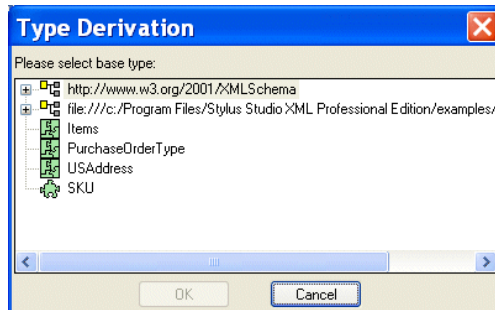 Type Derivation
Please select base type:
http://www.w3.org/2001/XMLSchema
file:///c:/Program Files/Stylus Studio XML Professional Edition/examples/
Items
PurchaseOrderType
USAddress
SKU
OK
Cancel